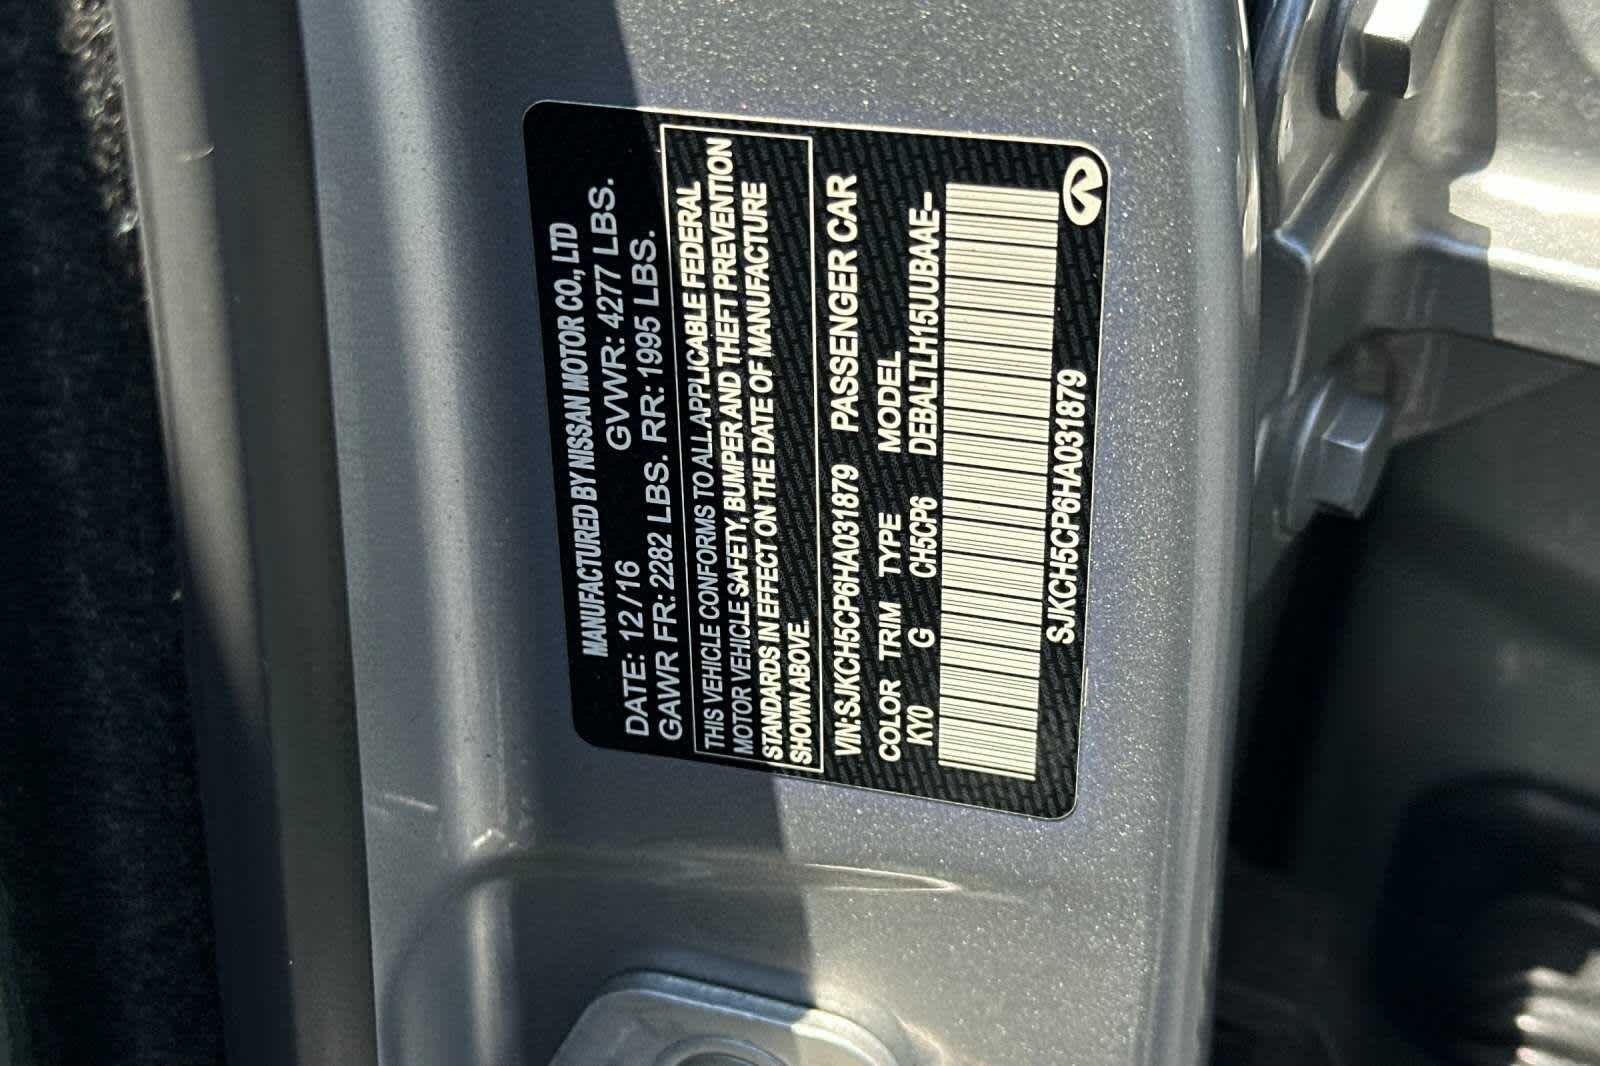 MANUFACTURED BY NISSAN MOTOR CO., LTD
DATE: 12/16 GVWR: 4277 LBS.
GAWR FR: 2282 LBS. RR: 1995 LBS.
THIS VEHICLE CONFORMS TO ALL APPLICABLE FEDERAL
MOTOR VEHICLE SAFETY, BUMPER AND THEFT PREVENTION
STANDARDS IN EFFECT ON THE DATE OF MANUFACTURE
SHOWN ABOVE.
VIN: SJKCH5CP6HA031879 PASSENGER CAR
COLOR TRIM TYPE MODEL
KY0 G CH5CP6 DEBALTLH15UUBAAE--
SJKCH5CP6HA031879